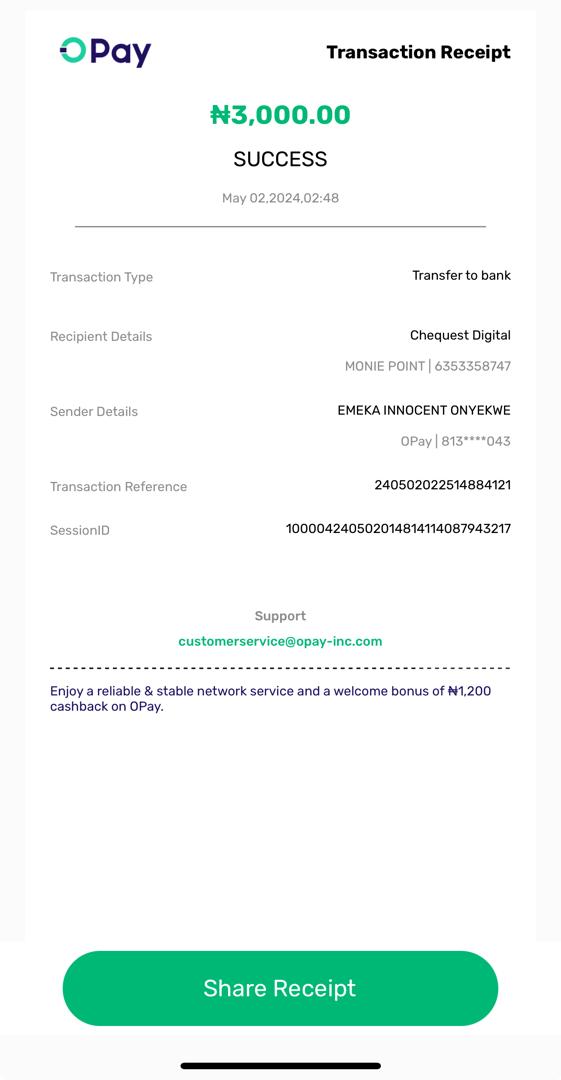 OPay
Transaction Receipt
₦3,000.00
SUCCESS
May 02,2024,02:48
Transaction Type
Transfer to bank
Recipient Details
Chequest Digital
MONIE POINT | 6353358747
Sender Details
EMEKA INNOCENT ONYEKWE
OPay | 813****043
Transaction Reference
240502022514884121
SessionID
100004240502014814114087943217
Support
customerservice@opay-inc.com
Enjoy a reliable & stable network service and a welcome bonus of ₦1,200
cashback on OPay.
Share Receipt